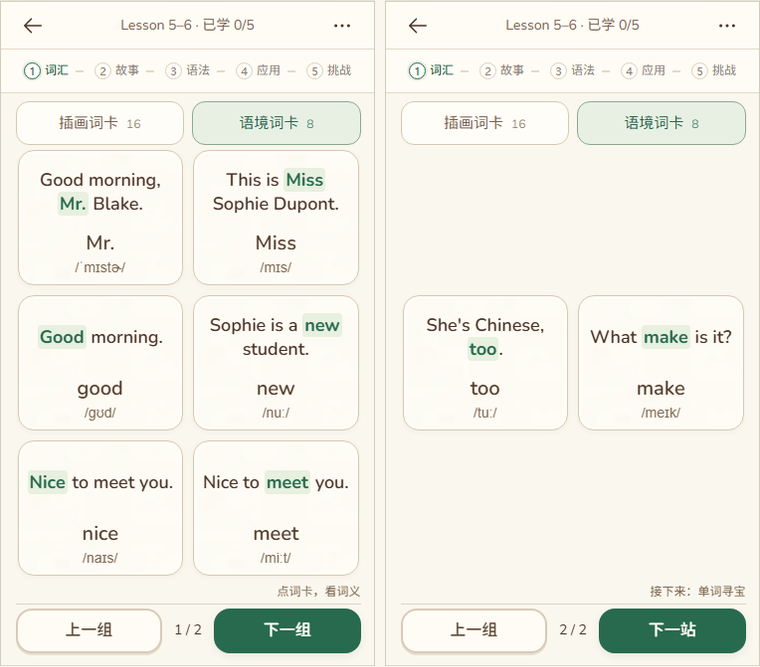 Lesson 5–6 · 已学 0/5
1 词汇 – 2 故事 – 3 语法 – 4 应用 – 5 挑战
插画词卡 16
语境词卡 8
Good morning,
Mr. Blake.
Mr.
/ˈmɪstɚ/
This is Miss
Sophie Dupont.
Miss
/mɪs/
Good morning.
good
/ɡʊd/
Sophie is a new
student.
new
/nuː/
Nice to meet you.
nice
/naɪs/
Nice to meet you.
meet
/miːt/
点词卡，看词义
上一组
1 / 2
下一组
Lesson 5–6 · 已学 0/5
1 词汇 – 2 故事 – 3 语法 – 4 应用 – 5 挑战
插画词卡 16
语境词卡 8
She's Chinese,
too.
too
/tuː/
What make is it?
make
/meɪk/
接下来：单词寻宝
上一组
2 / 2
下一站